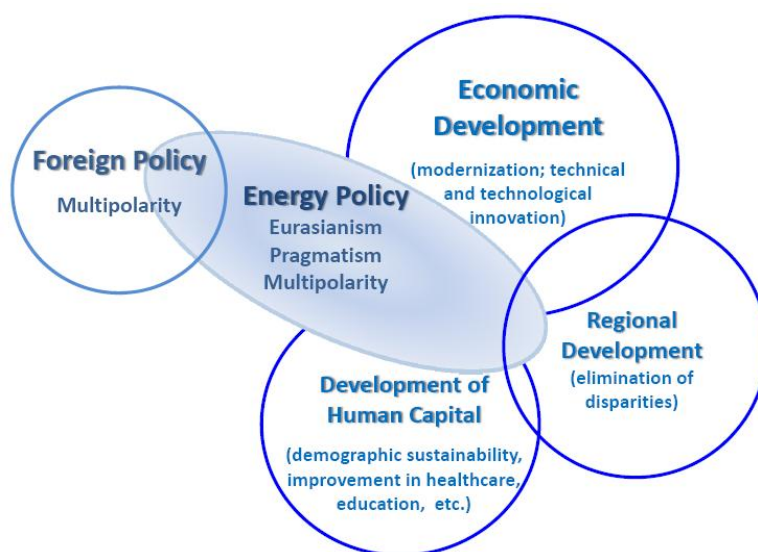 Foreign Policy
Multipolarity
Energy Policy
Eurasianism
Pragmatism
Multipolarity
Economic
Development
(modernization; technical
and technological
innovation)
Regional
Development
(elimination of
disparities)
Development of
Human Capital
(demographic sustainability,
improvement in healthcare,
education, etc.)